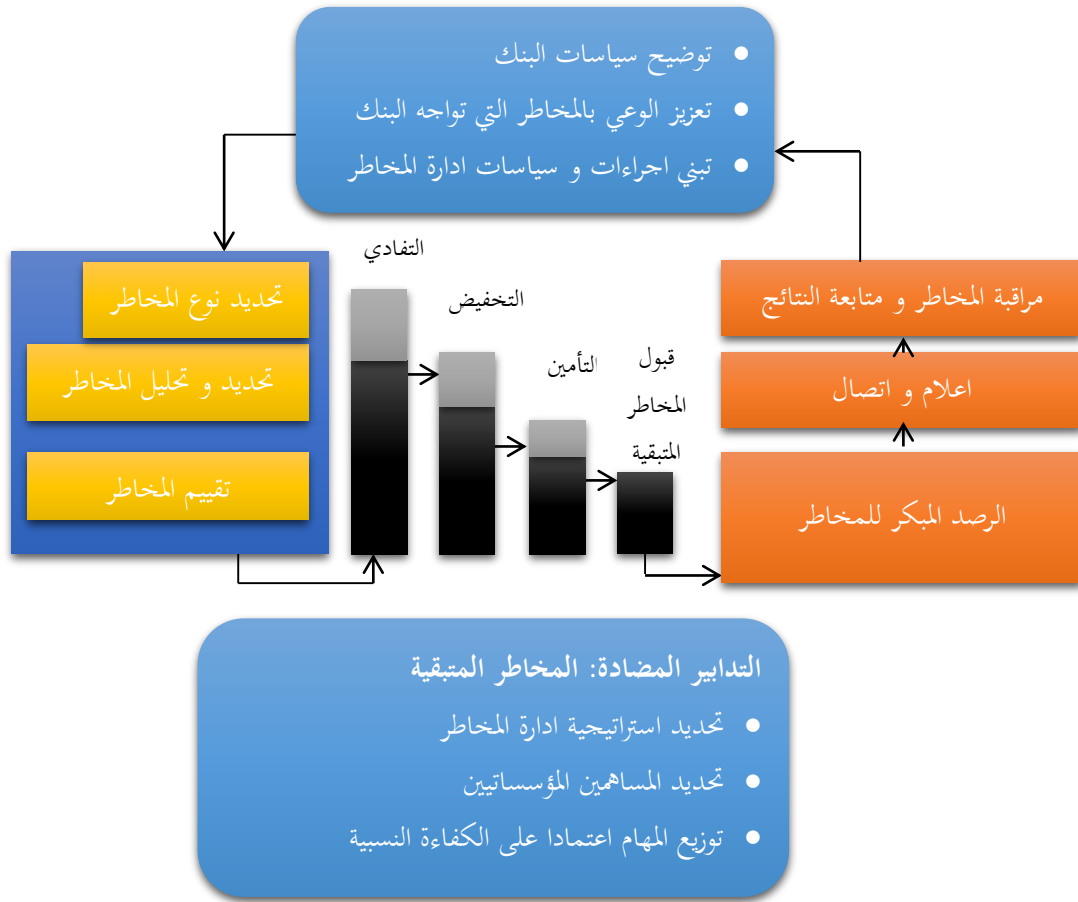 توضيح سياسات البنك
تعزيز الوعي بالمخاطر التي تواجه البنك
تبني اجراءات و سياسات ادارة المخاطر
تحديد نوع المخاطر
تحديد و تحليل المخاطر
تقييم المخاطر
التفادي
التخفيض
التأمين
قبول
المخاطر
المتبقية
مراقبة المخاطر و متابعة النتائج
اعلام و اتصال
الرصد المبكر للمخاطر
التدابير المضادة: المخاطر المتبقية
تحديد استراتيجية ادارة المخاطر
تحديد المساهمين المؤسساتيين
توزيع المهام اعتمادا على الكفاءة النسبية